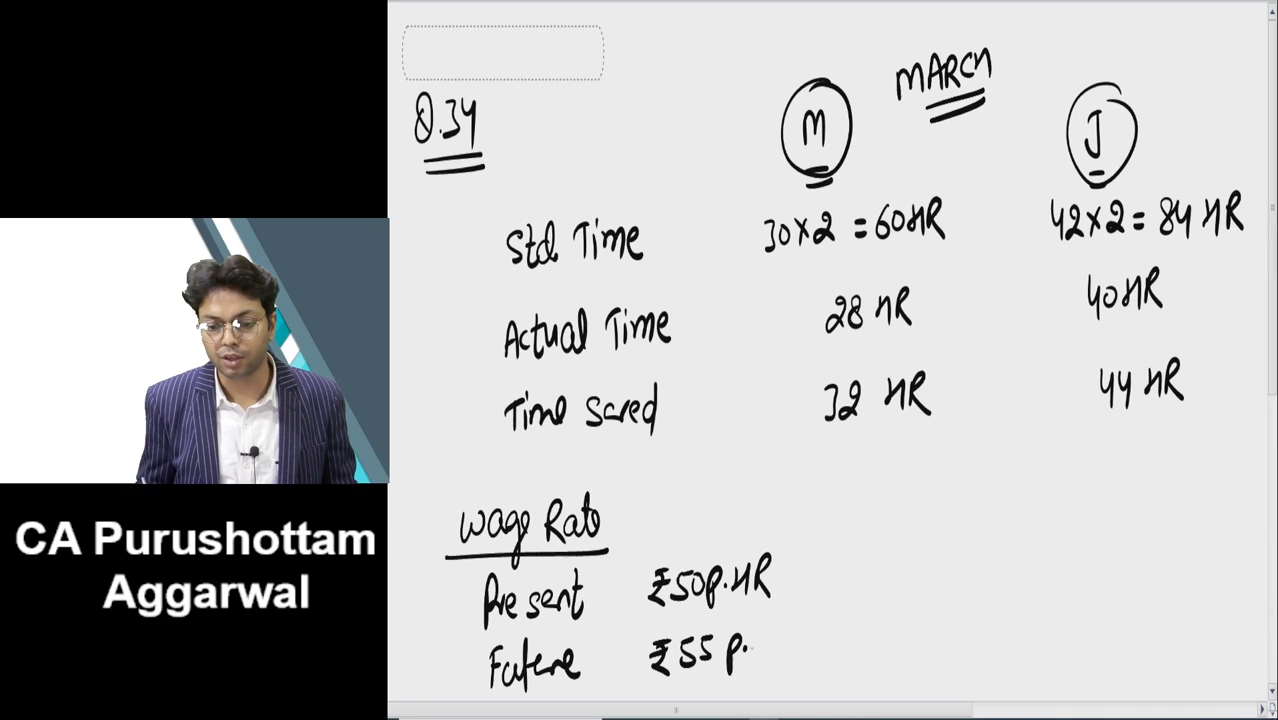 MARCH
Q.34
M J
Std Time 30×2 = 60HR 42×2 = 84 HR
Actual Time 28 HR 40HR
Time Saved 32 HR 44 HR
Wage Rate
Present ₹50p.HR
Future ₹55 p.
CA Purushottam
Aggarwal